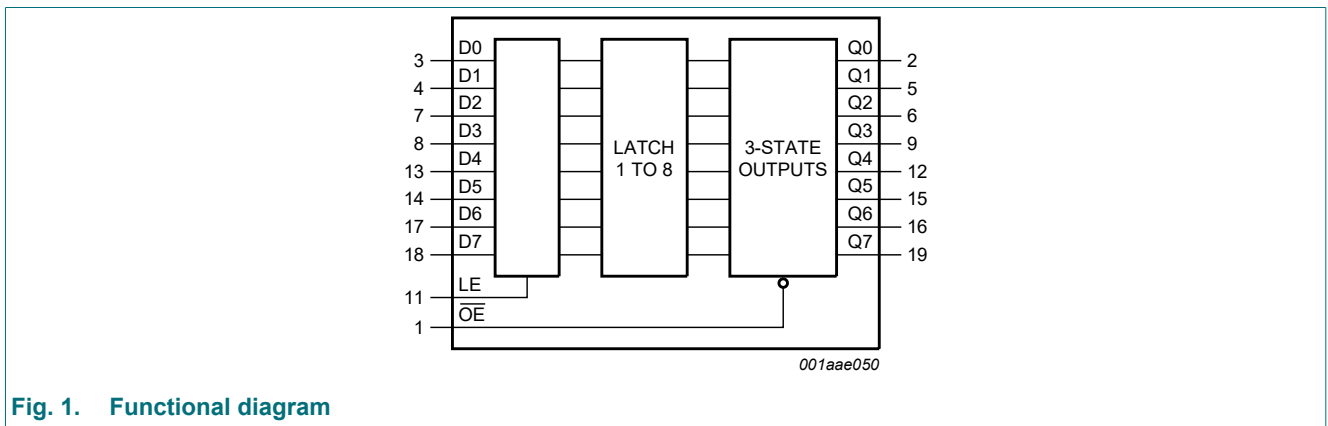 D0 Q0
3 2
D1 Q1
4 5
D2 Q2
7 6
D3 Q3
8 9
LATCH 3-STATE
D4 Q4
1 TO 8 OUTPUTS
13 12
D5 Q5
14 15
D6 Q6
17 16
D7 Q7
18 19
LE
11
OE
1
001aae050
Fig. 1. Functional diagram